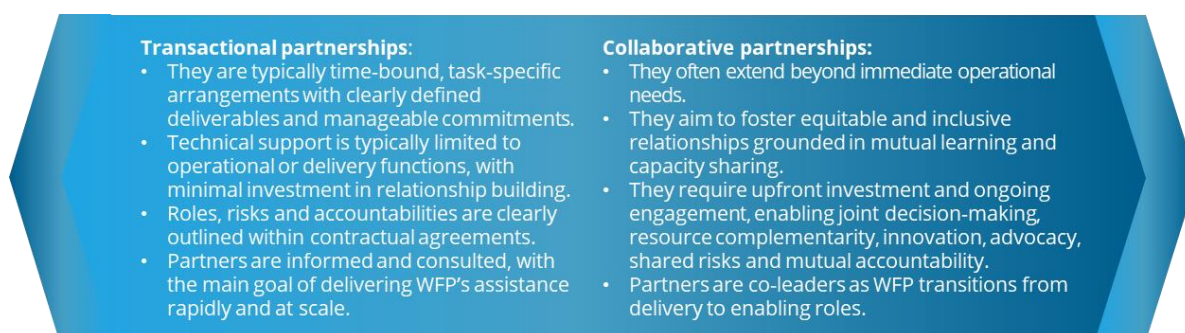 Transactional partnerships:
• They are typically time-bound, task-specific
arrangements with clearly defined
deliverables and manageable commitments.
• Technical support is typically limited to
operational or delivery functions, with
minimal investment in relationship building.
• Roles, risks and accountabilities are clearly
outlined within contractual agreements.
• Partners are informed and consulted, with
the main goal of delivering WFP's assistance
rapidly and at scale.
Collaborative partnerships:
• They often extend beyond immediate operational
needs.
• They aim to foster equitable and inclusive
relationships grounded in mutual learning and
capacity sharing.
• They require upfront investment and ongoing
engagement, enabling joint decision-making,
resource complementarity, innovation, advocacy,
shared risks and mutual accountability.
• Partners are co-leaders as WFP transitions from
delivery to enabling roles.